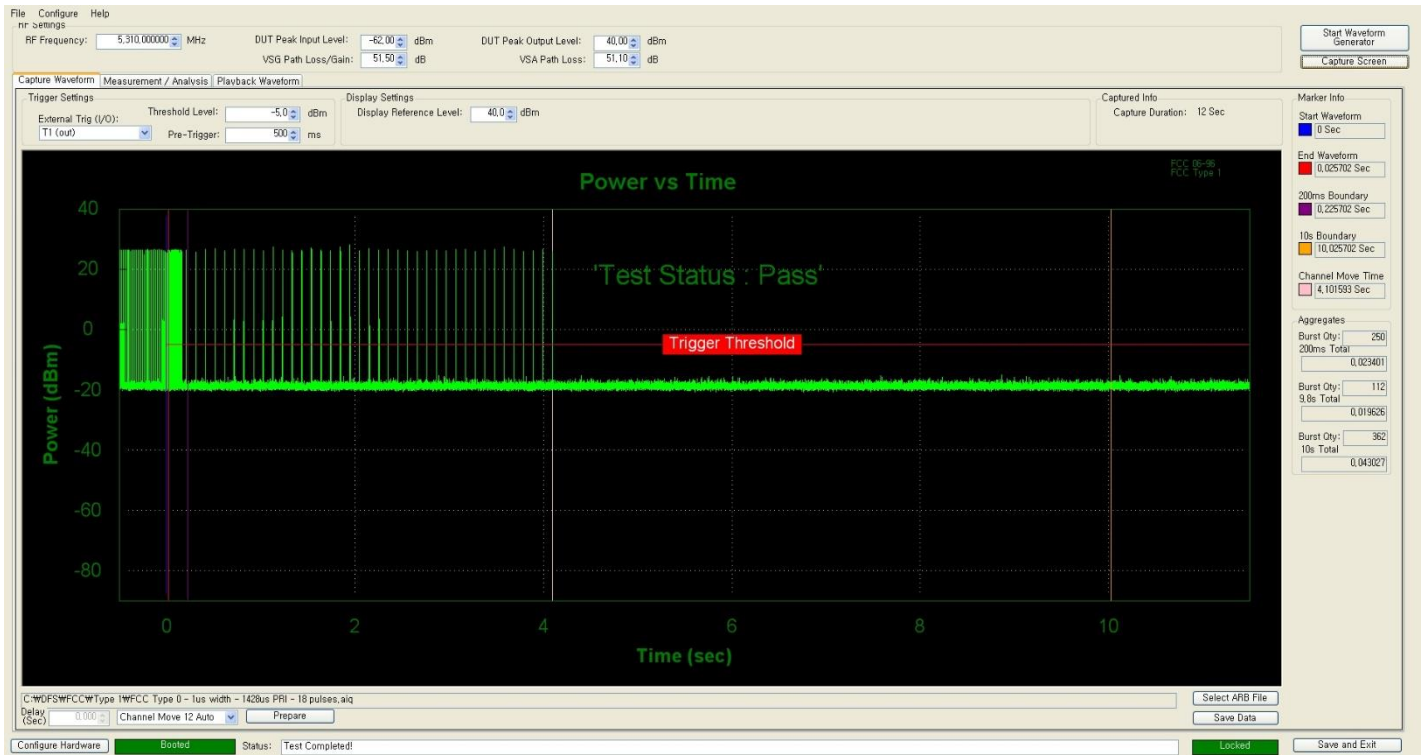 File Configure Help
RF Settings
RF Frequency: 5,310,000000 MHz DUT Peak Input Level: -62,00 dBm DUT Peak Output Level: 40,00 dBm
VSG Path Loss/Gain: 51,50 dB VSA Path Loss: 51,10 dB
Start Waveform Generator
Capture Screen
Capture Waveform Measurement / Analysis Playback Waveform
Trigger Settings
External Trig (I/O): Threshold Level: -5,0 dBm
T1 (out) Pre-Trigger: 500 ms
Display Settings
Display Reference Level: 40,0 dBm
Captured Info
Capture Duration: 12 Sec
Marker Info
Start Waveform
0 Sec
End Waveform
0,025702 Sec
200ms Boundary
0,225702 Sec
10s Boundary
10,025702 Sec
Channel Move Time
4,101593 Sec
Aggregates
Burst Qty: 250
200ms Total
0,023401
Burst Qty: 112
9,8s Total
0,019626
Burst Qty: 362
10s Total
0,043027
FCC 06-96
FCC Type 1
Power vs Time
'Test Status : Pass'
Trigger Threshold
Power (dBm)
40
20
0
-20
-40
-60
-80
0 2 4 6 8 10
Time (sec)
C:₩DFS₩FCC₩Type 1₩FCC Type 0 - 1us width - 1428us PRI - 18 pulses,aiq
Select ARB File
Delay (Sec) 0,000 Channel Move 12 Auto Prepare
Save Data
Configure Hardware Booted Status: Test Completed! Locked Save and Exit